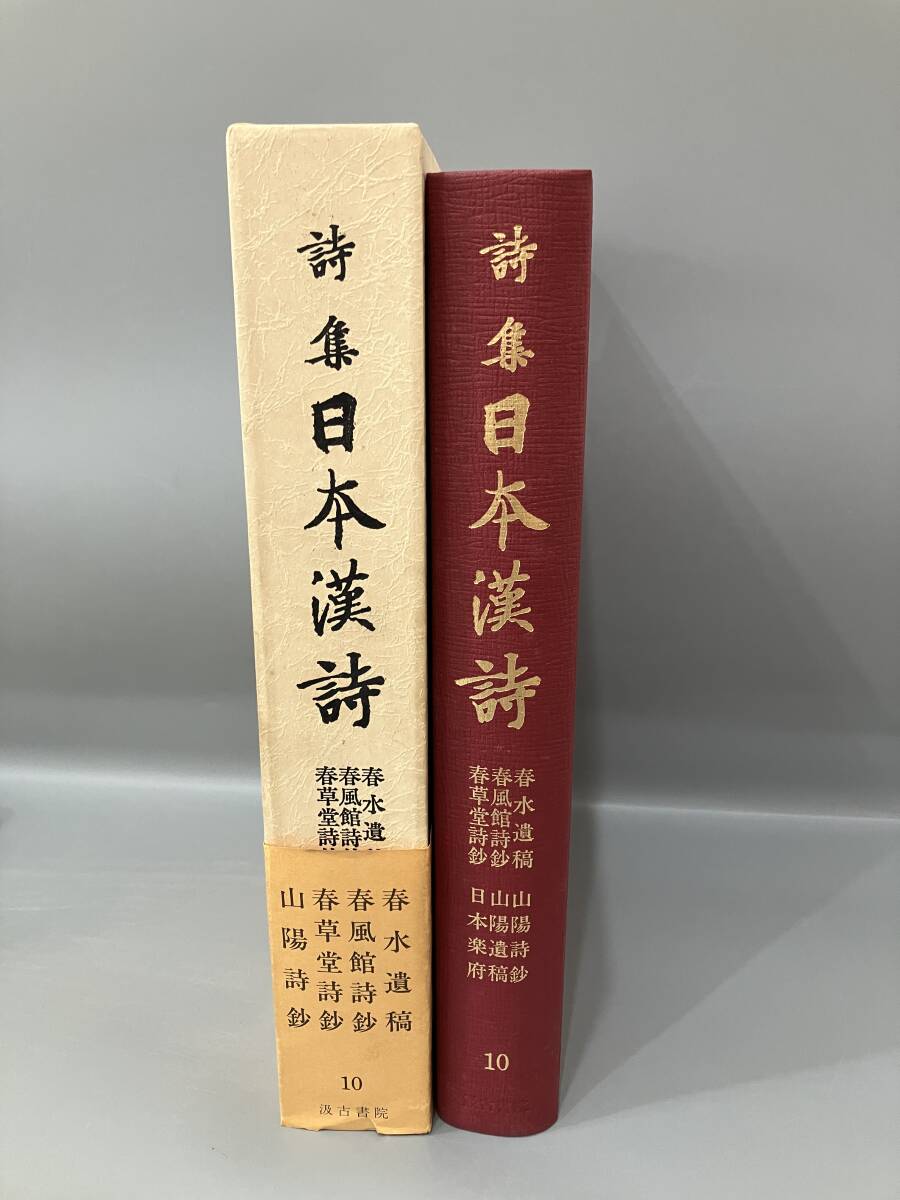 詩集日本漢詩
春水遺
春風館詩
春草堂詩
春水遺稿
春風館詩鈔
春草堂詩鈔
山陽詩鈔
10
汲古書院
詩集日本漢詩
春水遺稿
春風館詩鈔
春草堂詩鈔
山陽詩鈔
山陽遺稿
日本楽府
10